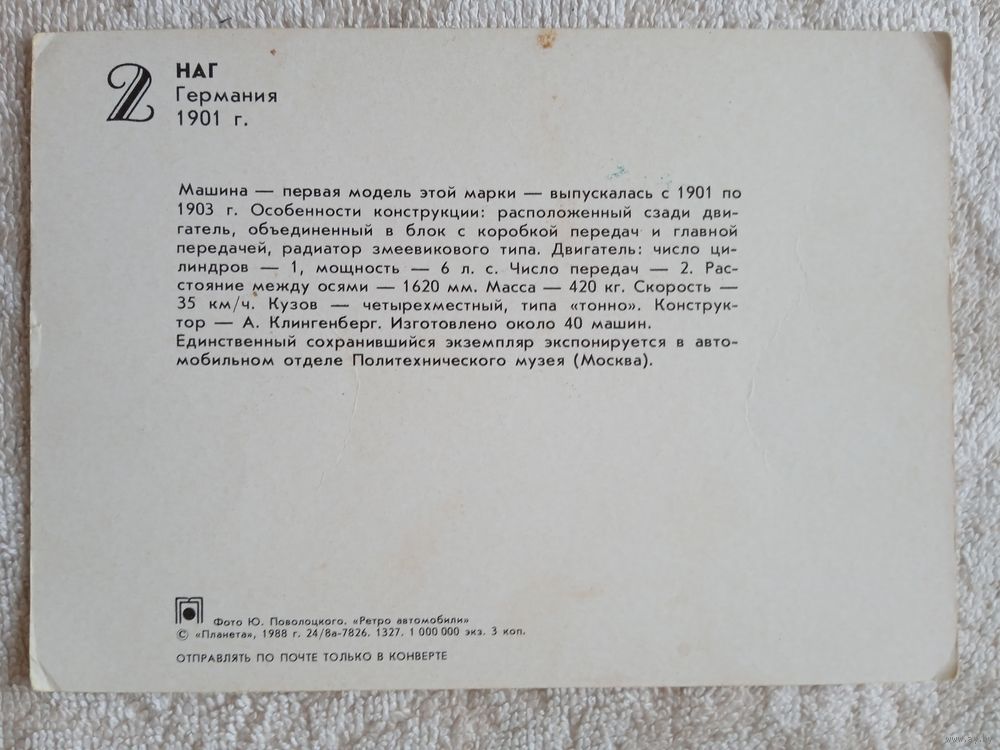 2
НАГ
Германия
1901 г.
Машина — первая модель этой марки — выпускалась с 1901 по
1903 г. Особенности конструкции: расположенный сзади дви-
гатель, объединенный в блок с коробкой передач и главной
передачей, радиатор змеевикового типа. Двигатель: число ци-
линдров — 1, мощность — 6 л. с. Число передач — 2. Рас-
стояние между осями — 1620 мм. Масса — 420 кг. Скорость —
35 км/ч. Кузов — четырехместный, типа «тонно». Конструк-
тор — А. Клингенберг. Изготовлено около 40 машин.
Единственный сохранившийся экземпляр экспонируется в авто-
мобильном отделе Политехнического музея (Москва).
Фото Ю. Поволоцкого. «Ретро автомобили»
© «Планета», 1988 г. 24/8а-7826. 1327. 1 000 000 экз. 3 коп.
ОТПРАВЛЯТЬ ПО ПОЧТЕ ТОЛЬКО В КОНВЕРТЕ
www.ay.by